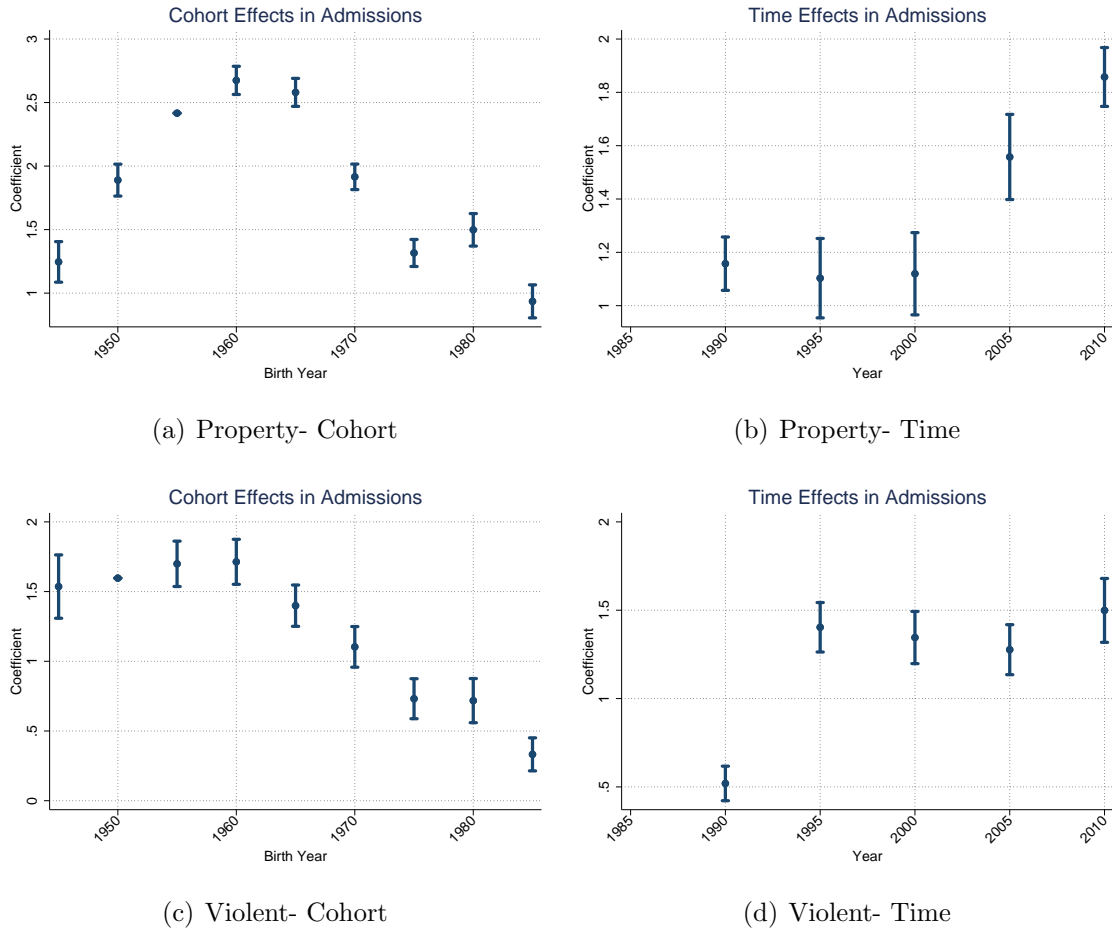 Cohort Effects in Admissions
Coefficient
3
2.5
2
1.5
1
1950
1960
1970
1980
Birth Year
(a) Property- Cohort
Time Effects in Admissions
Coefficient
2
1.8
1.6
1.4
1.2
1
1985
1990
1995
2000
2005
2010
Year
(b) Property- Time
Cohort Effects in Admissions
Coefficient
2
1.5
1
.5
0
1950
1960
1970
1980
Birth Year
(c) Violent- Cohort
Time Effects in Admissions
Coefficient
2
1.5
1
.5
1985
1990
1995
2000
2005
2010
Year
(d) Violent- Time